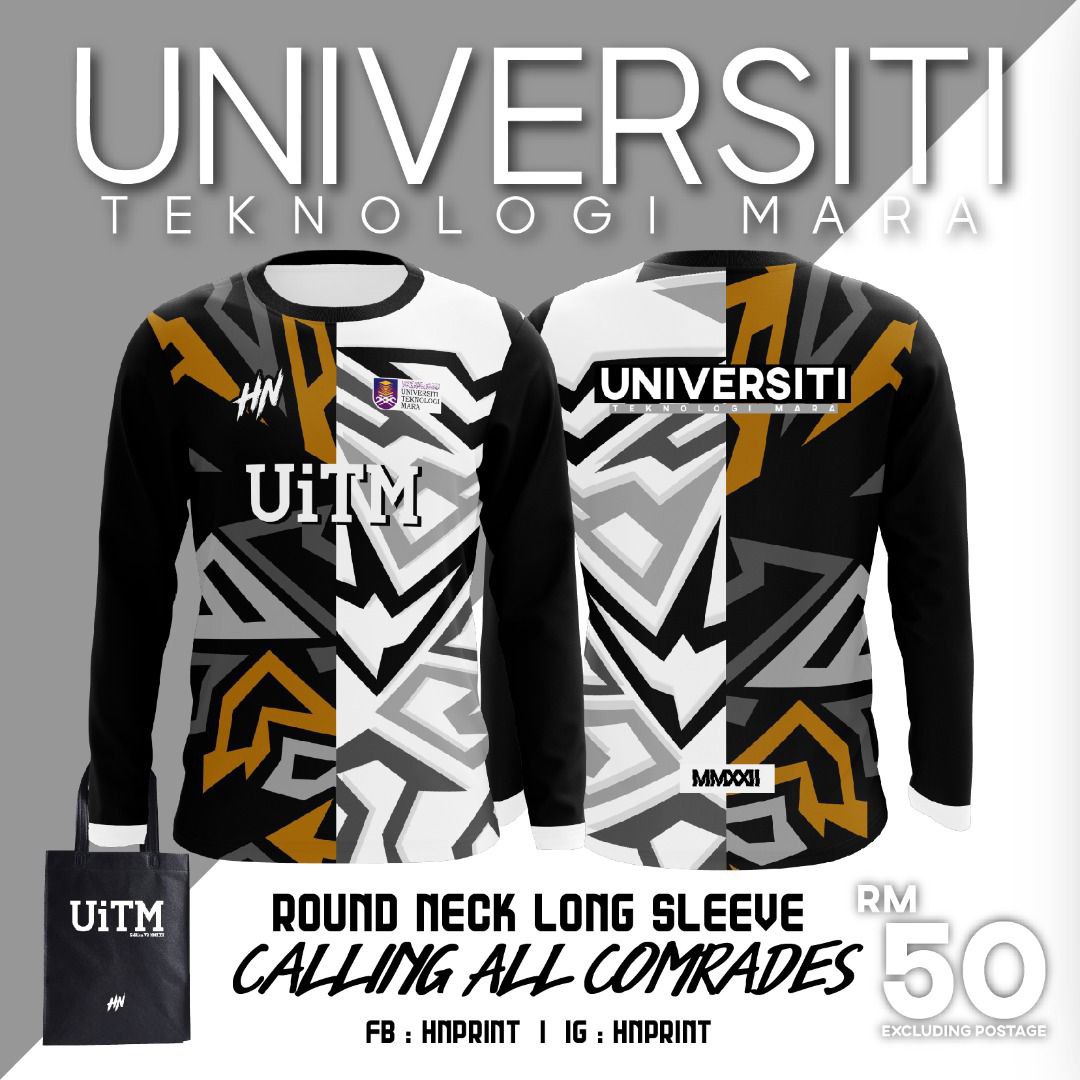 UNIVERSITI
TEKNOLOGI MARA
HN
UNIVERSITI
TEKNOLOGI
MARA
UiTM
UNIVERSITI
TEKNOLOGI MARA
MMXXII
UiTM
HN
ROUND NECK LONG SLEEVE
CALLING ALL COMRADES
FB : HNPRINT | IG : HNPRINT
RM
50
EXCLUDING POSTAGE